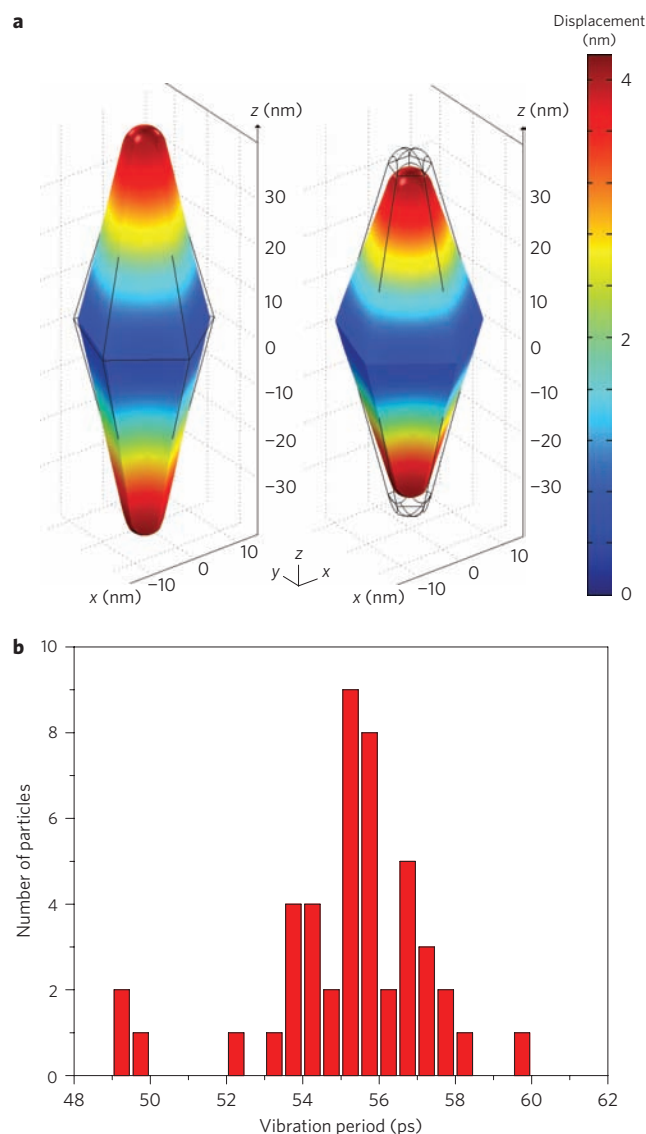 a
Displacement
(nm)
4
2
0
z (nm)
30
20
10
0
−10
−20
−30
10
0
−10
x (nm)
z
y x
z (nm)
30
20
10
0
−10
−20
−30
10
0
−10
x (nm)
b
10
8
6
4
2
0
Number of particles
48 50 52 54 56 58 60 62
Vibration period (ps)